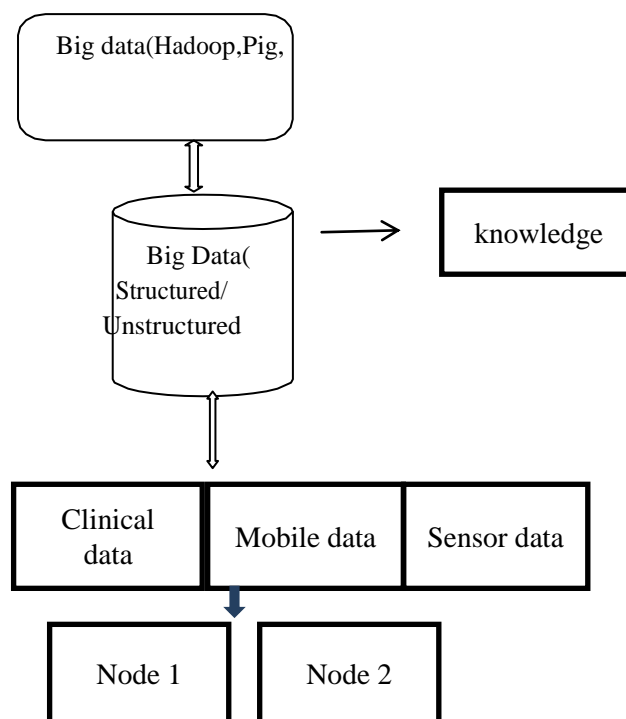 Big data(Hadoop,Pig,
Big Data(
Structured/
Unstructured
knowledge
Clinical
data
Mobile data
Sensor data
Node 1
Node 2